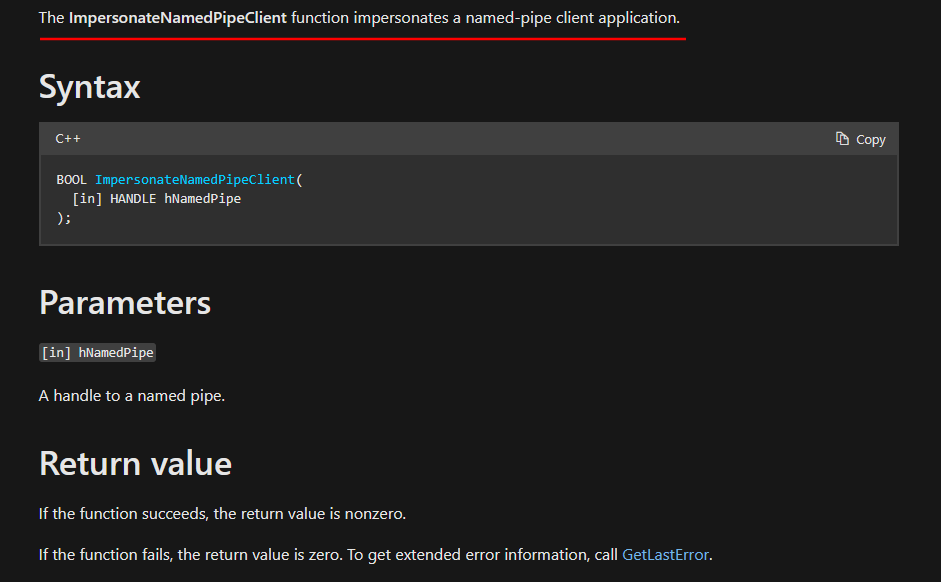 The ImpersonateNamedPipeClient function impersonates a named-pipe client application.
Syntax
C++
Copy
BOOL ImpersonateNamedPipeClient(
[in] HANDLE hNamedPipe
);
Parameters
[in] hNamedPipe
A handle to a named pipe.
Return value
If the function succeeds, the return value is nonzero.
If the function fails, the return value is zero. To get extended error information, call GetLastError.